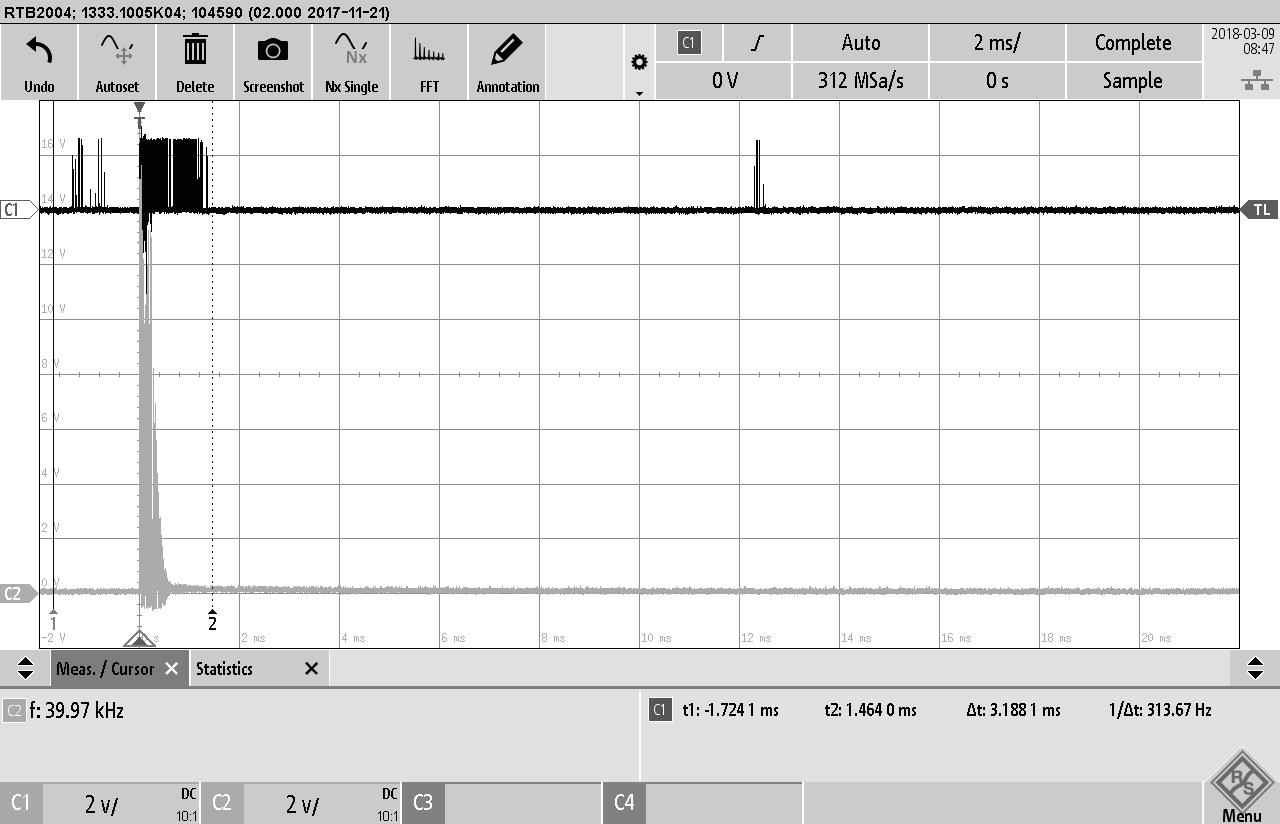 RTB2004; 1333.1005K04; 104590 (02.000 2017-11-21)
Undo
Autoset
Delete
Screenshot
Nx
Nx Single
FFT
Annotation
C1
Auto
2 ms/
Complete
2018-03-09
08:47
0 V
312 MSa/s
0 s
Sample
T
16 V
14 V
C1
TL
12 V
10 V
8 V
6 V
4 V
2 V
0 V
C2
1
2
-2 V
2 ms
4 ms
6 ms
8 ms
10 ms
12 ms
14 ms
16 ms
18 ms
20 ms
Meas. / Cursor
Statistics
C2 f: 39.97 kHz
C1 t1: -1.724 1 ms t2: 1.464 0 ms Δt: 3.188 1 ms 1/Δt: 313.67 Hz
C1 2 V/ DC 10:1
C2 2 V/ DC 10:1
C3
C4
R&S
Menu